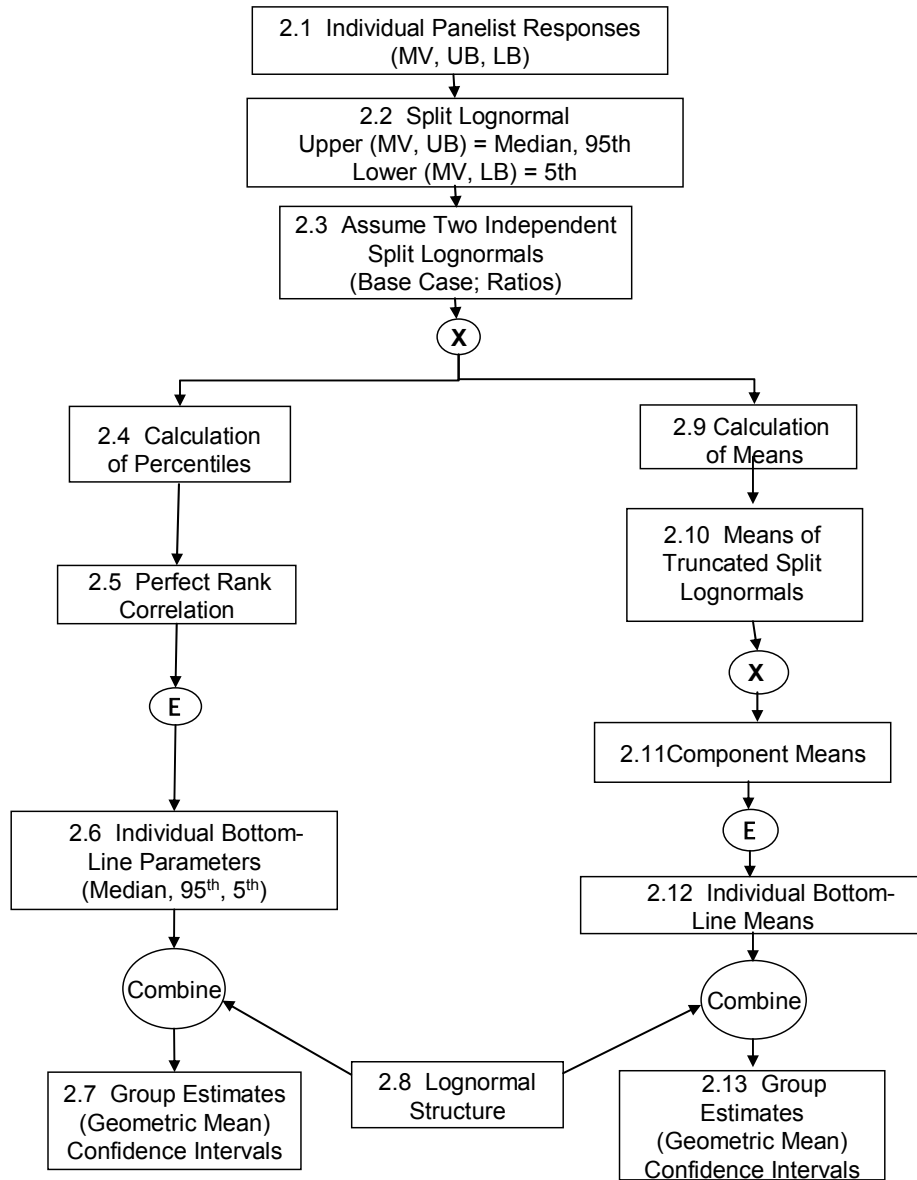 2.1 Individual Panelist Responses
(MV, UB, LB)
2.2 Split Lognormal
Upper (MV, UB) = Median, 95th
Lower (MV, LB) = 5th
2.3 Assume Two Independent
Split Lognormals
(Base Case; Ratios)
X
2.4 Calculation
of Percentiles
2.5 Perfect Rank
Correlation
E
2.6 Individual Bottom-
Line Parameters
(Median, 95th, 5th)
Combine
2.7 Group Estimates
(Geometric Mean)
Confidence Intervals
2.8 Lognormal
Structure
2.9 Calculation
of Means
2.10 Means of
Truncated Split
Lognormals
X
2.11Component Means
E
2.12 Individual Bottom-
Line Means
Combine
2.13 Group
Estimates
(Geometric Mean)
Confidence Intervals